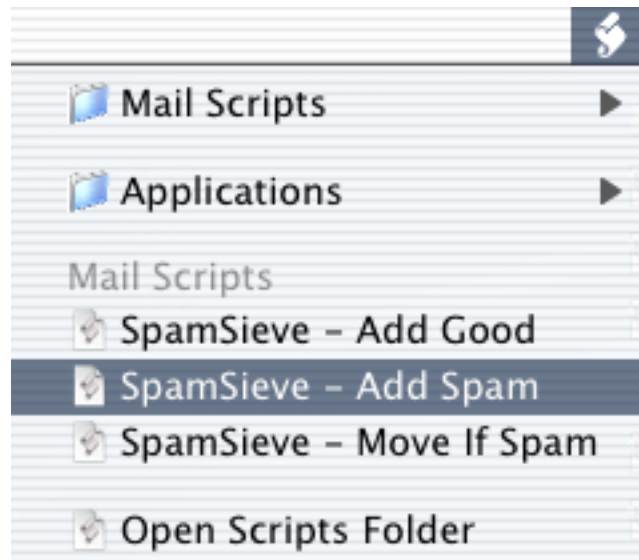 Mail Scripts
Applications
Mail Scripts
SpamSieve – Add Good
SpamSieve – Add Spam
SpamSieve – Move If Spam
Open Scripts Folder